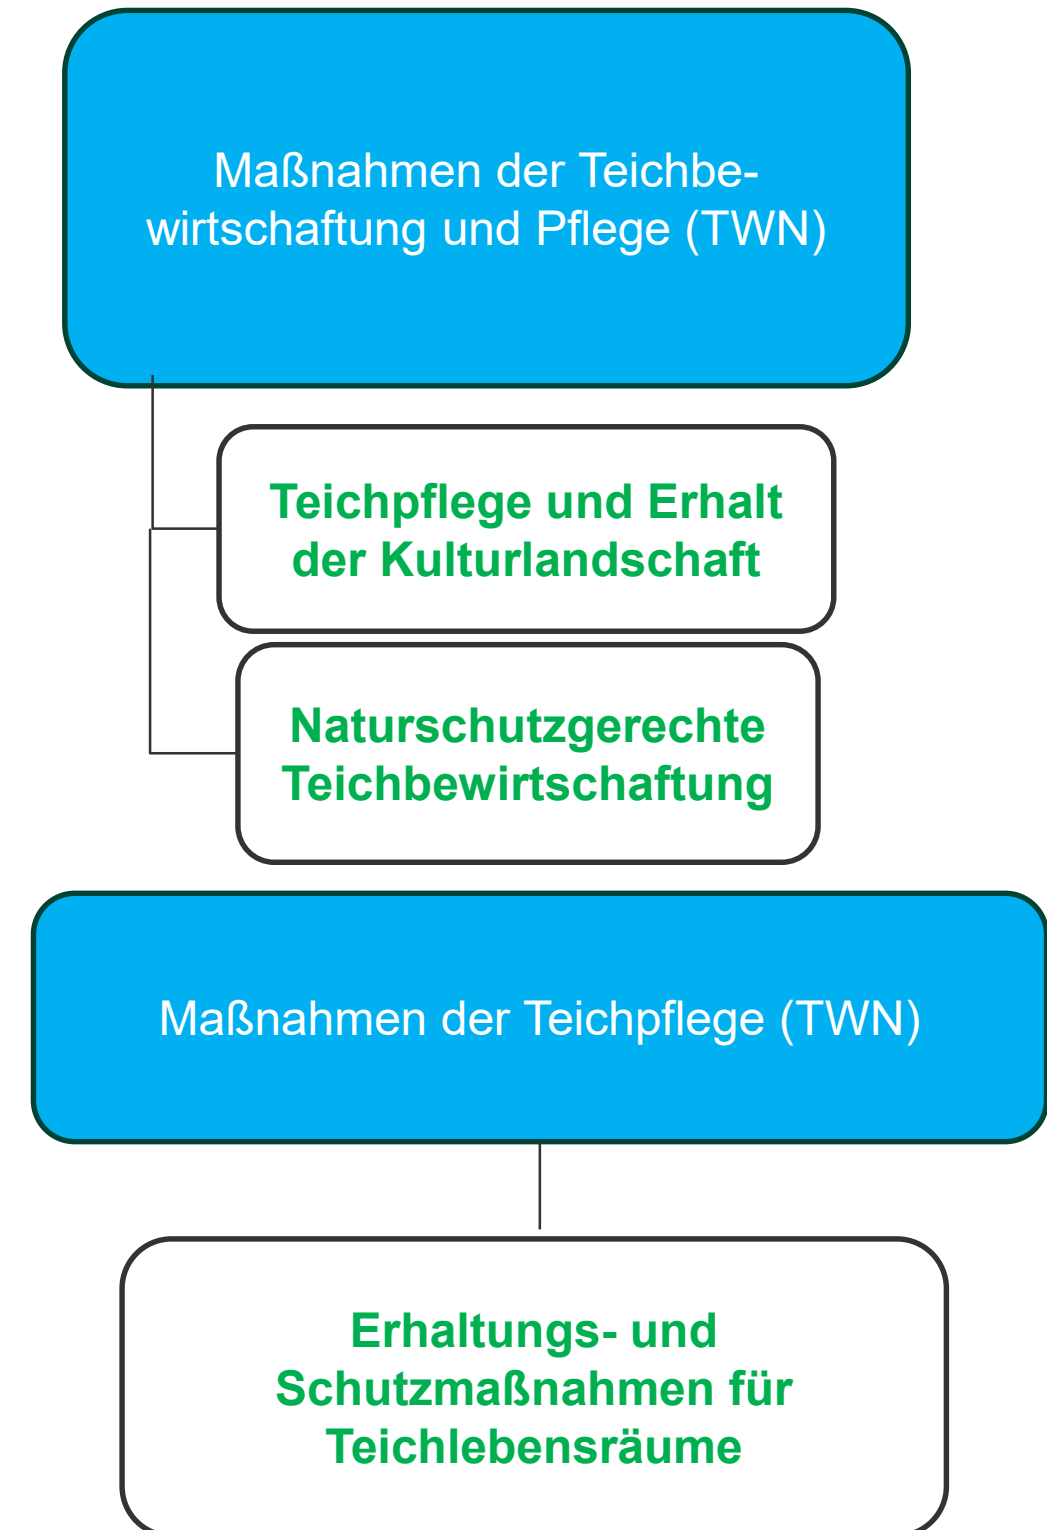 Maßnahmen der Teichbe-
wirtschaftung und Pflege (TWN)
Teichpflege und Erhalt
der Kulturlandschaft
Naturschutzgerechte
Teichbewirtschaftung
Maßnahmen der Teichpflege (TWN)
Erhaltungs- und
Schutzmaßnahmen für
Teichlebensräume